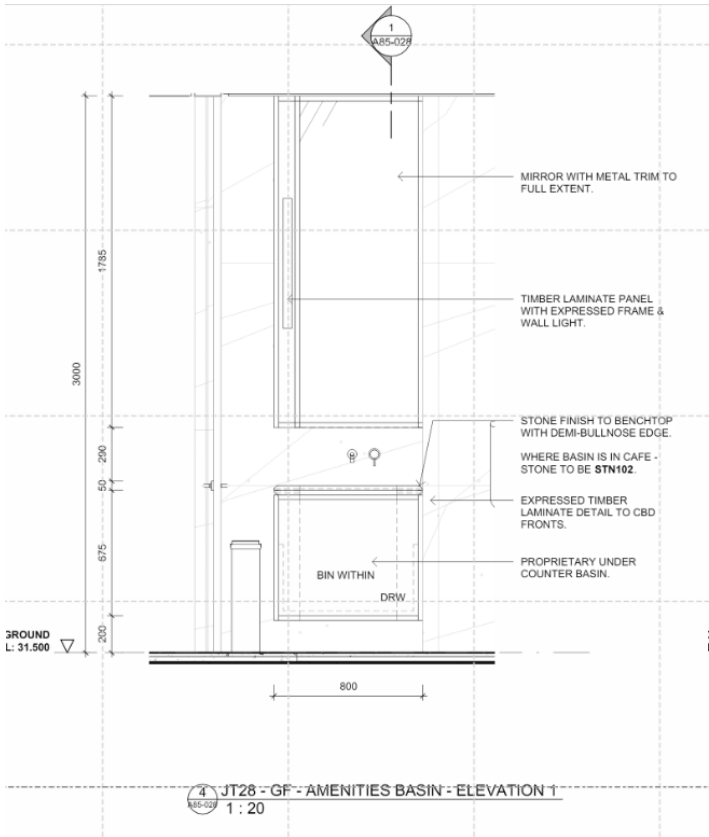 1
A85-028
MIRROR WITH METAL TRIM TO
FULL EXTENT.
1785
TIMBER LAMINATE PANEL
WITH EXPRESSED FRAME &
WALL LIGHT.
3000
STONE FINISH TO BENCHTOP
WITH DEMI-BULLNOSE EDGE.
290
WHERE BASIN IS IN CAFE -
STONE TO BE STN102.
50
EXPRESSED TIMBER
LAMINATE DETAIL TO CBD
FRONTS.
675
PROPRIETARY UNDER
COUNTER BASIN.
BIN WITHIN
DRW
200
GROUND
L: 31.500
800
4
A85-028
JT28 - GF - AMENITIES BASIN - ELEVATION 1
1 : 20